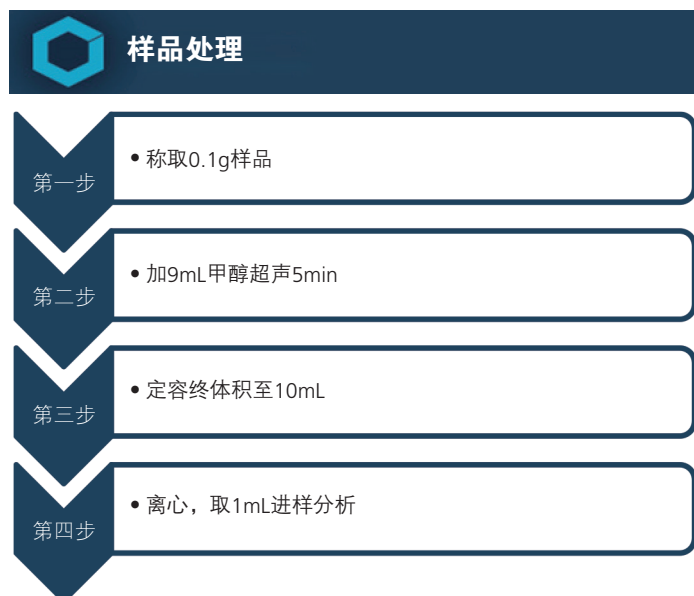 样品处理
第一步
• 称取0.1g样品
第二步
• 加9mL甲醇超声5min
第三步
• 定容终体积至10mL
第四步
• 离心，取1mL进样分析